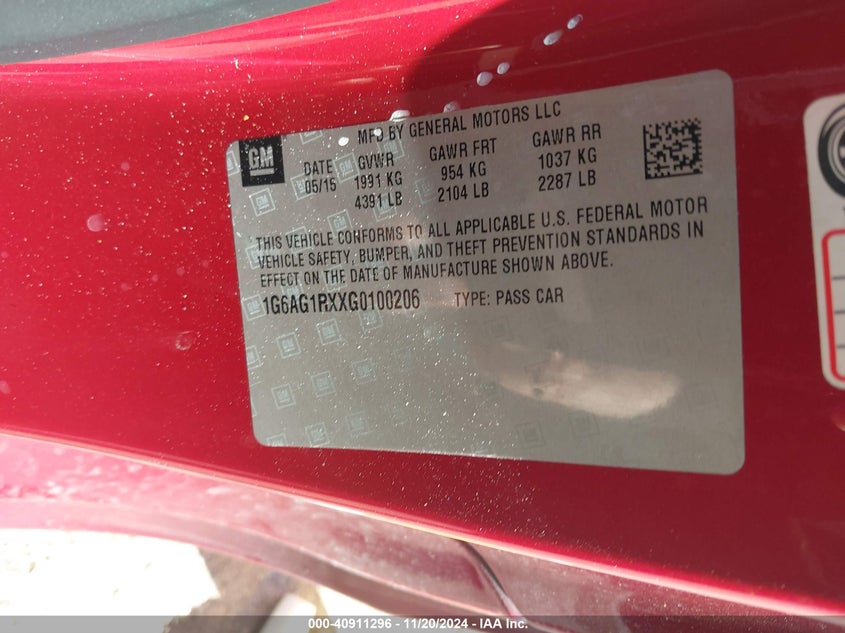 MFD BY GENERAL MOTORS LLC
GM
DATE GVWR GAWR FRT GAWR RR
05/15 1991 KG 954 KG 1037 KG
4391 LB 2104 LB 2287 LB
THIS VEHICLE CONFORMS TO ALL APPLICABLE U.S. FEDERAL MOTOR
VEHICLE SAFETY, BUMPER, AND THEFT PREVENTION STANDARDS IN
EFFECT ON THE DATE OF MANUFACTURE SHOWN ABOVE.
1G6AG1RXXG0100206 TYPE: PASS CAR
000-40911296 - 11/20/2024 - IAA Inc.